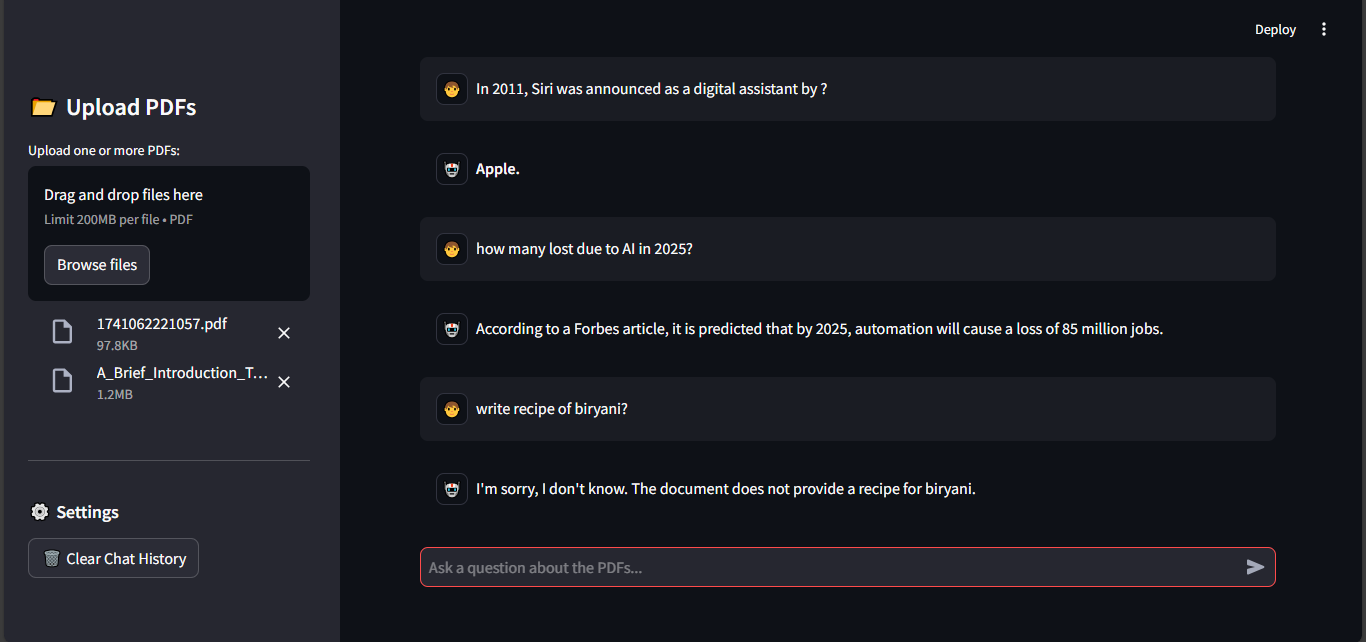 Deploy
Upload PDFs
Upload one or more PDFs:
Drag and drop files here
Limit 200MB per file • PDF
Browse files
1741062221057.pdf
97.8KB
A_Brief_Introduction_T...
1.2MB
Settings
Clear Chat History
In 2011, Siri was announced as a digital assistant by ?
Apple.
how many lost due to AI in 2025?
According to a Forbes article, it is predicted that by 2025, automation will cause a loss of 85 million jobs.
write recipe of biryani?
I'm sorry, I don't know. The document does not provide a recipe for biryani.
Ask a question about the PDFs...